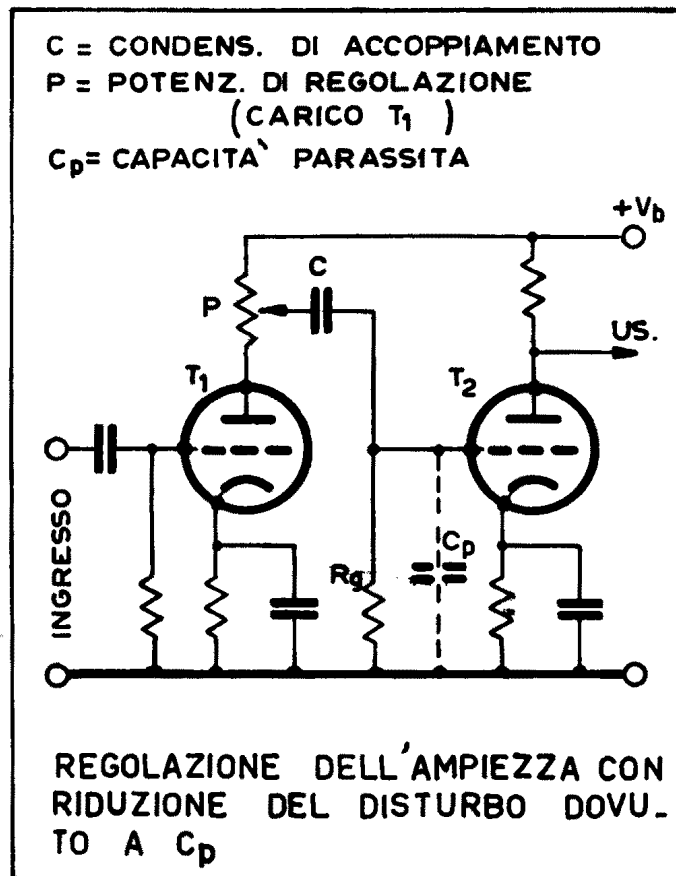 C = CONDENS. DI ACCOPPIAMENTO
P = POTENZ. DI REGOLAZIONE
(CARICO T1)
Cp = CAPACITA' PARASSITA
+Vb
C
P
US.
T1
T2
INGRESSO
Rg
Cp
REGOLAZIONE DELL'AMPIEZZA CON
RIDUZIONE DEL DISTURBO DOVU-
TO A Cp